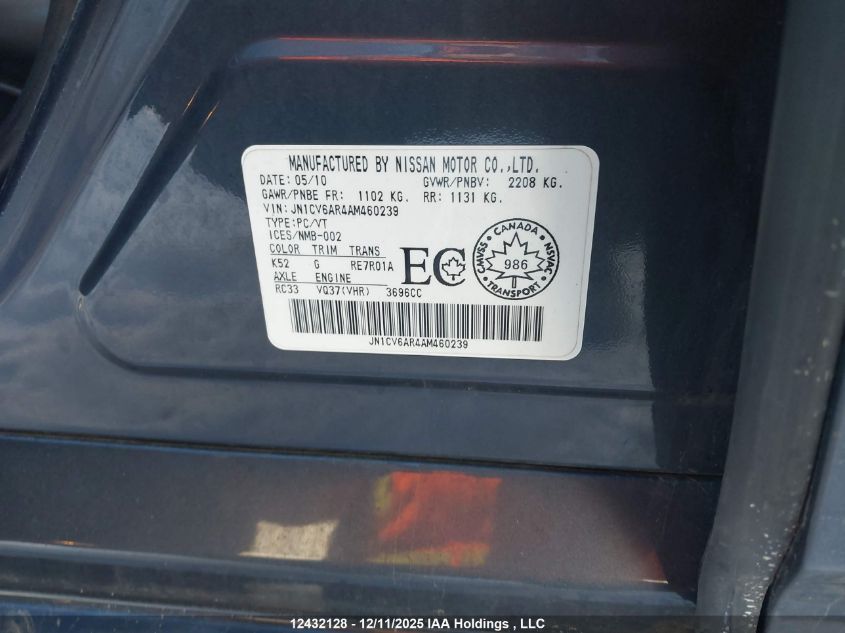 MANUFACTURED BY NISSAN MOTOR CO.,LTD.
DATE: 05/10 GVWR/PNBV: 2208 KG.
GAWR/PNBE FR: 1102 KG. RR: 1131 KG.
VIN: JN1CV6AR4AM460239
TYPE:PC/VT
ICES/NMB-002
COLOR TRIM TRANS
K52 G RE7R01A
AXLE ENGINE
RC33 VQ37(VHR) 3696CC
EC
CANADA
CMVSS NSVAC
986
TRANSPORT
JN1CV6AR4AM460239
12432128 - 12/11/2025 IAA Holdings , LLC